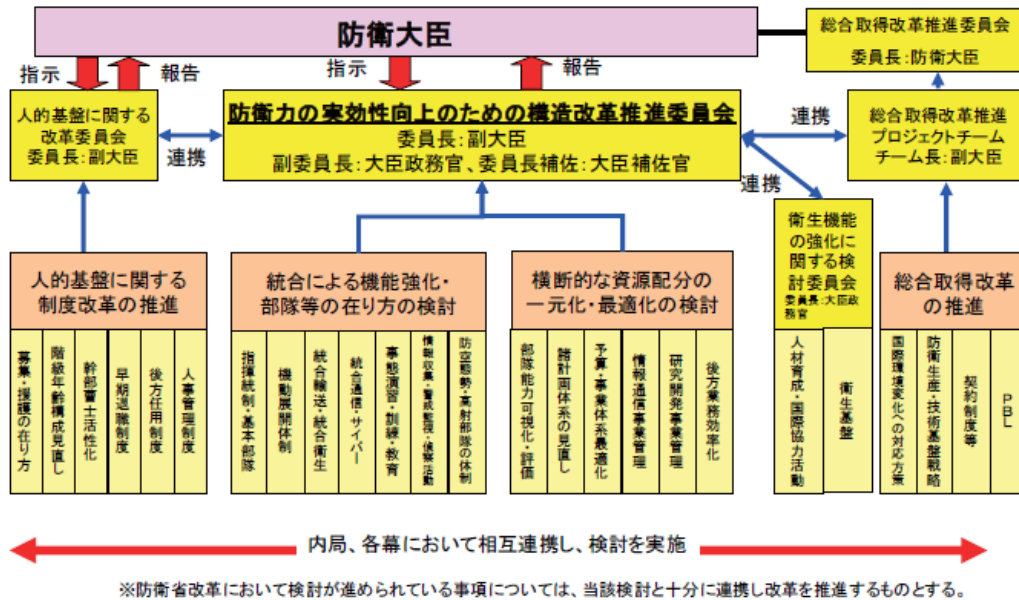 防衛大臣
総合取得改革推進委員会
委員長:防衛大臣
指示
報告
指示
報告
人的基盤に関する
改革委員会
委員長:副大臣
連携
防衛力の実効性向上のための構造改革推進委員会
委員長:副大臣
副委員長:大臣政務官、委員長補佐:大臣補佐官
連携
連携
総合取得改革推進
プロジェクトチーム
チーム長:副大臣
衛生機能
の強化に
関する検
討委員会
委員長:大臣政
務官
人的基盤に関する
制度改革の推進
統合による機能強化・
部隊等の在り方の検討
横断的な資源配分の
一元化・最適化の検討
総合取得改革
の推進
募集・援護の在り方
階級年・齢構成見直し
幹部曹士活性化
早期退職制度
後方任用制度
人事管理制度
指揮統制・基本部隊
機動展開体制
統合輸送・統合衛生
統合通信・サイバー
事態演習・訓練・教育
情報収集・警戒監視・偵察活動
防空態勢・高射部隊の体制
部隊能力可視化・評価
諸計画体系の見直し
予算・事業体系最適化
情報通信事業管理
研究開発事業管理
後方業務効率化
人材育成・国際協力活動
衛生基盤
国際環境変化への対応方策
防衛生産・技術基盤戦略
契約制度等
PBL
内局、各幕において相互連携し、検討を実施
※防衛省改革において検討が進められている事項については、当該検討と十分に連携し改革を推進するものとする。